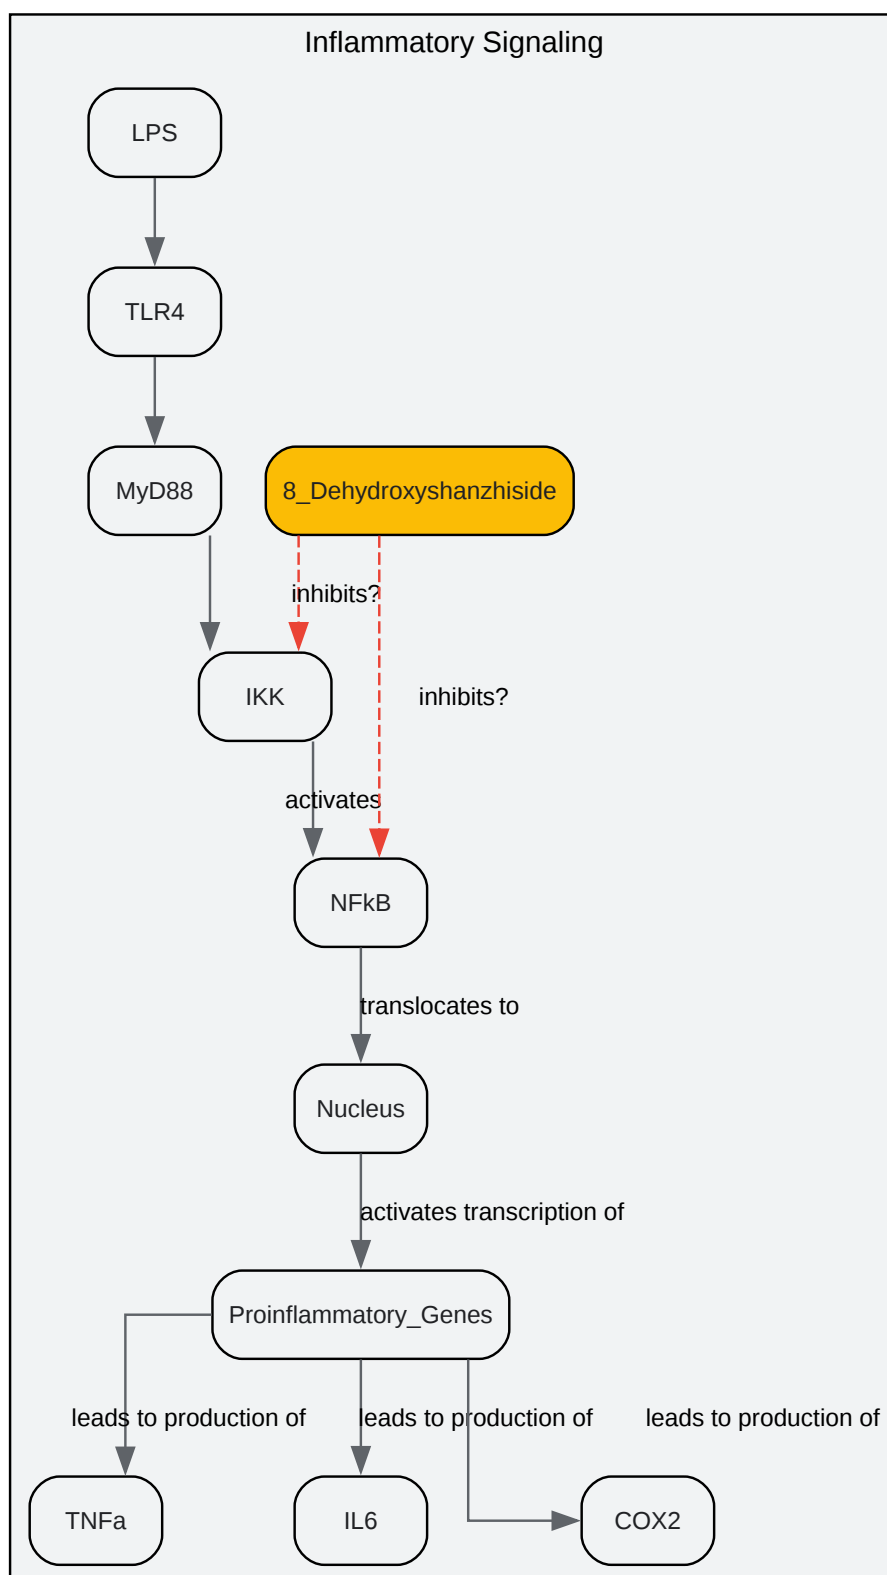 Inflammatory Signaling
LPS
TLR4
MyD88
8_Dehydroxyshanzhiside
inhibits?
IKK
inhibits?
activates
NFkB
translocates to
Nucleus
activates transcription of
Proinflammatory_Genes
leads to production of
leads to production of
leads to production of
TNFa
IL6
COX2